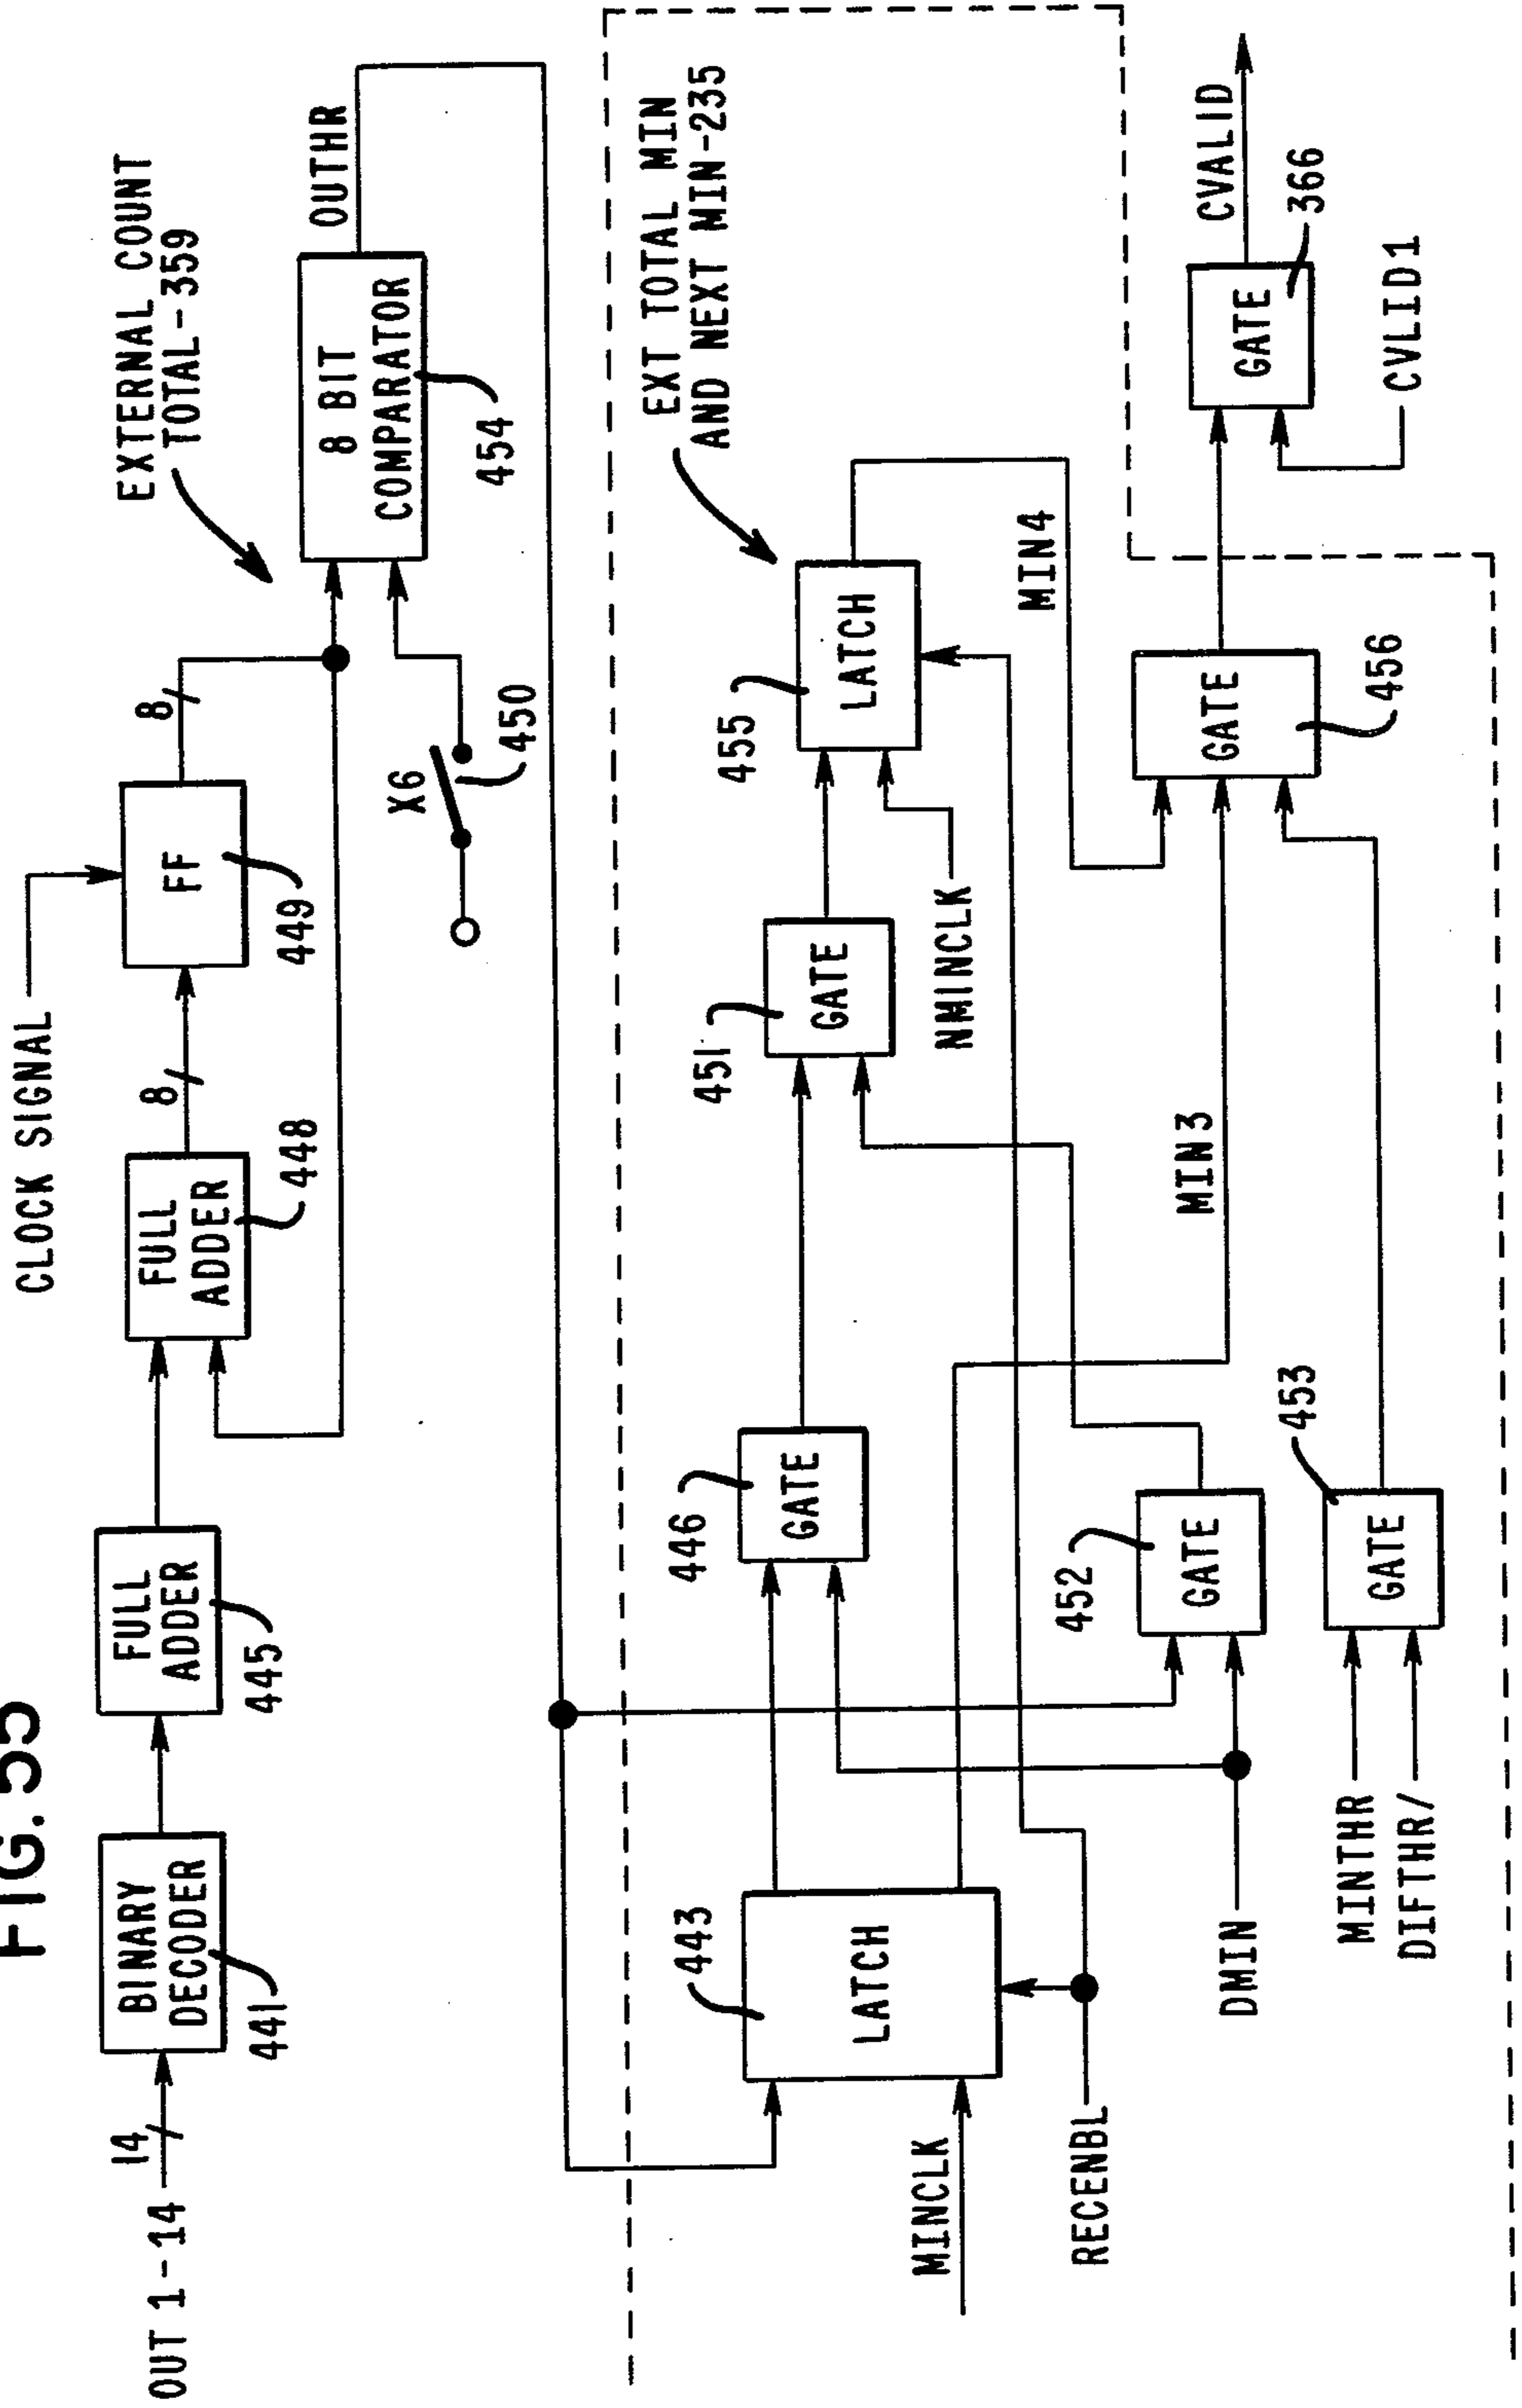 FIG. 55
CLOCK SIGNAL
OUT 1-14
14
BINARY
DECODER
441
FULL
ADDER
445
FULL
ADDER
448
8
FF
449
8
EXTERNAL COUNT
TOTAL-359
X6
450
8 BIT
COMPARATOR
454
OUTHR
EXT TOTAL MIN
AND NEXT MIN-235
443
LATCH
MINCLK
RECENBL
446
GATE
451
GATE
NMINCLK
455
LATCH
MIN4
MIN3
DMIN
452
GATE
MINTHR
DIFTHR/
453
GATE
GATE
456
GATE
366
CVALID
CVLID1